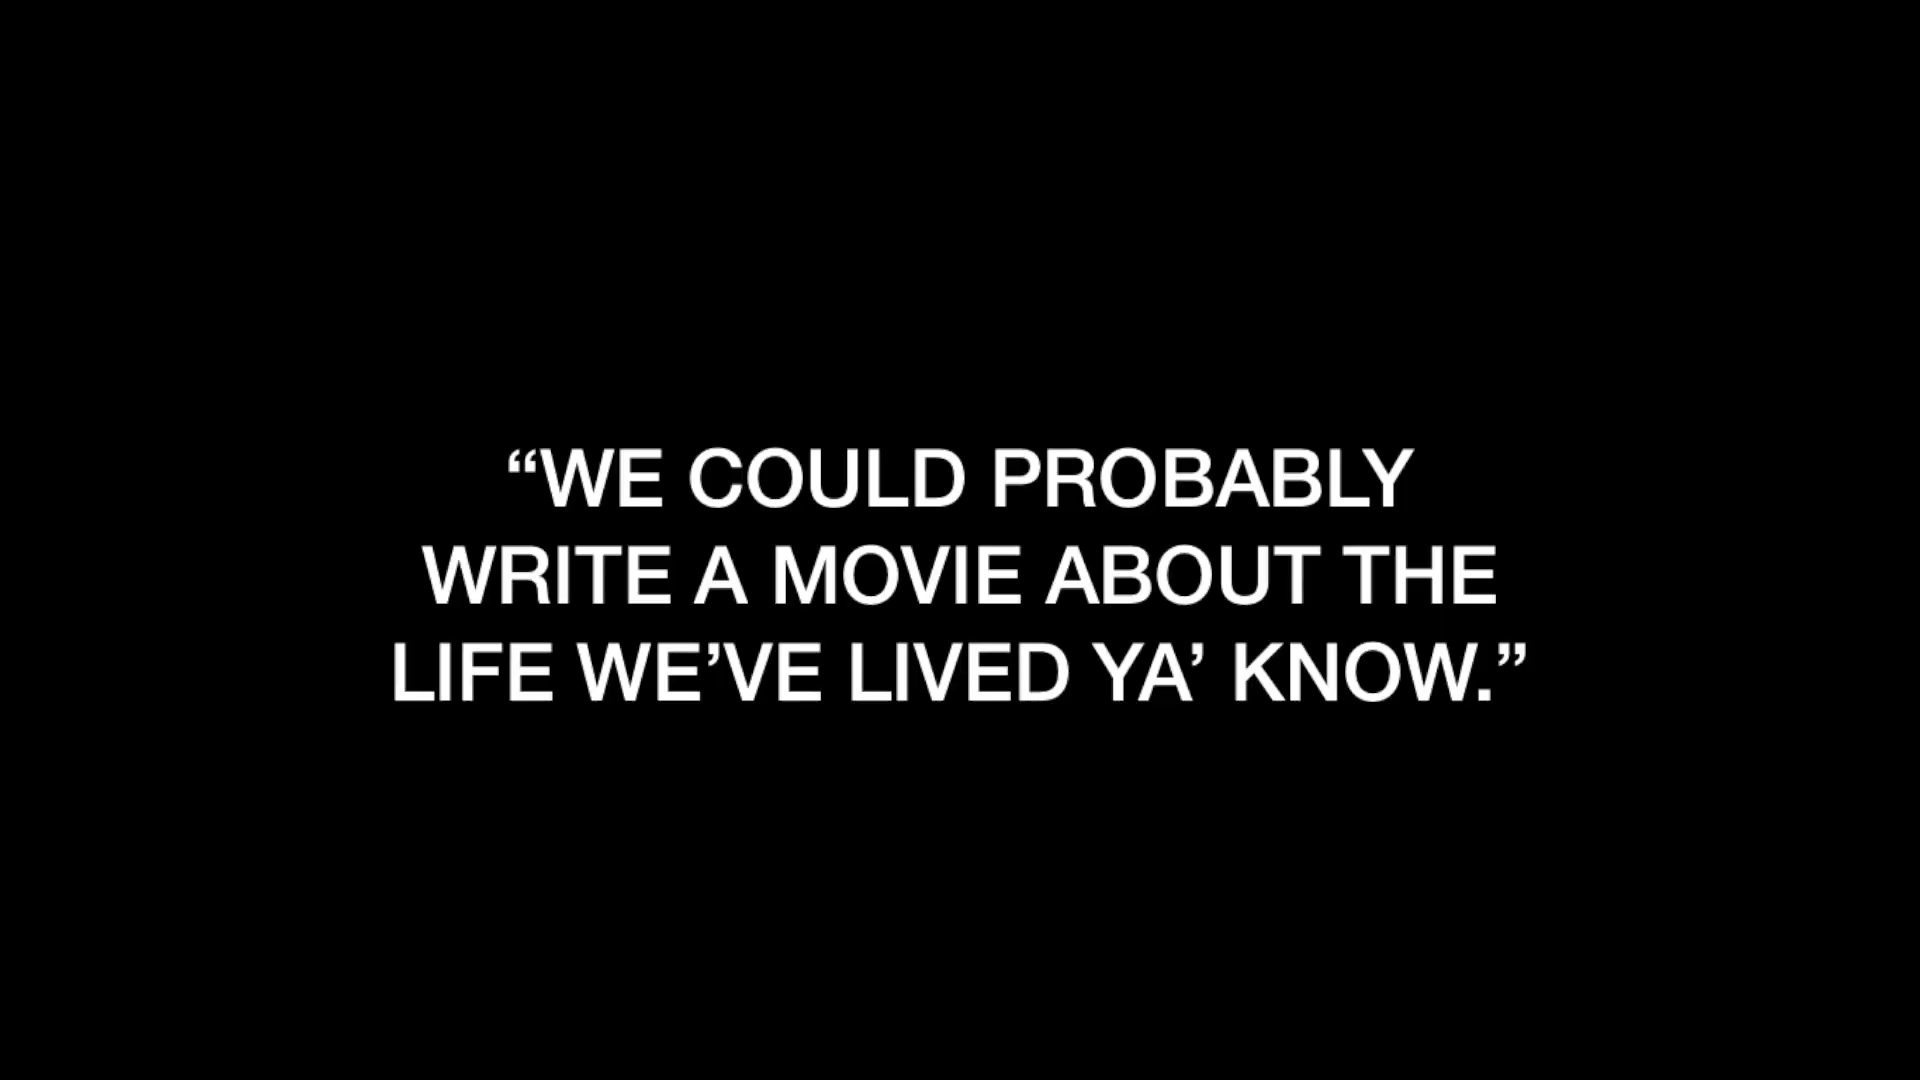 “WE COULD PROBABLY
WRITE A MOVIE ABOUT THE
LIFE WE’VE LIVED YA’ KNOW.”